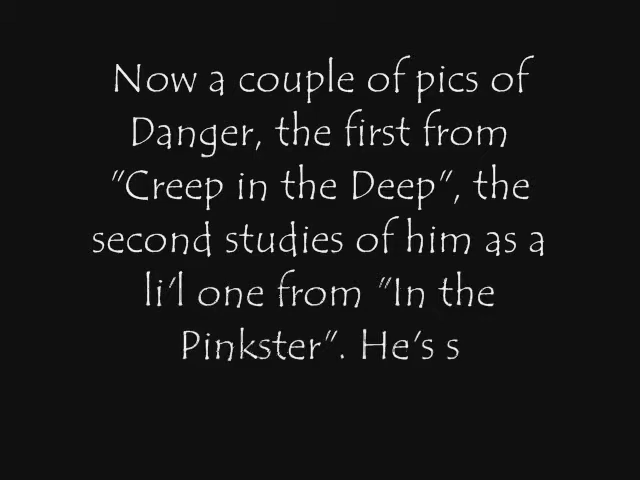 Now a couple of pics of
Danger, the first from
"Creep in the Deep", the
second studies of him as a
li'l one from "In the
Pinkster". He's s